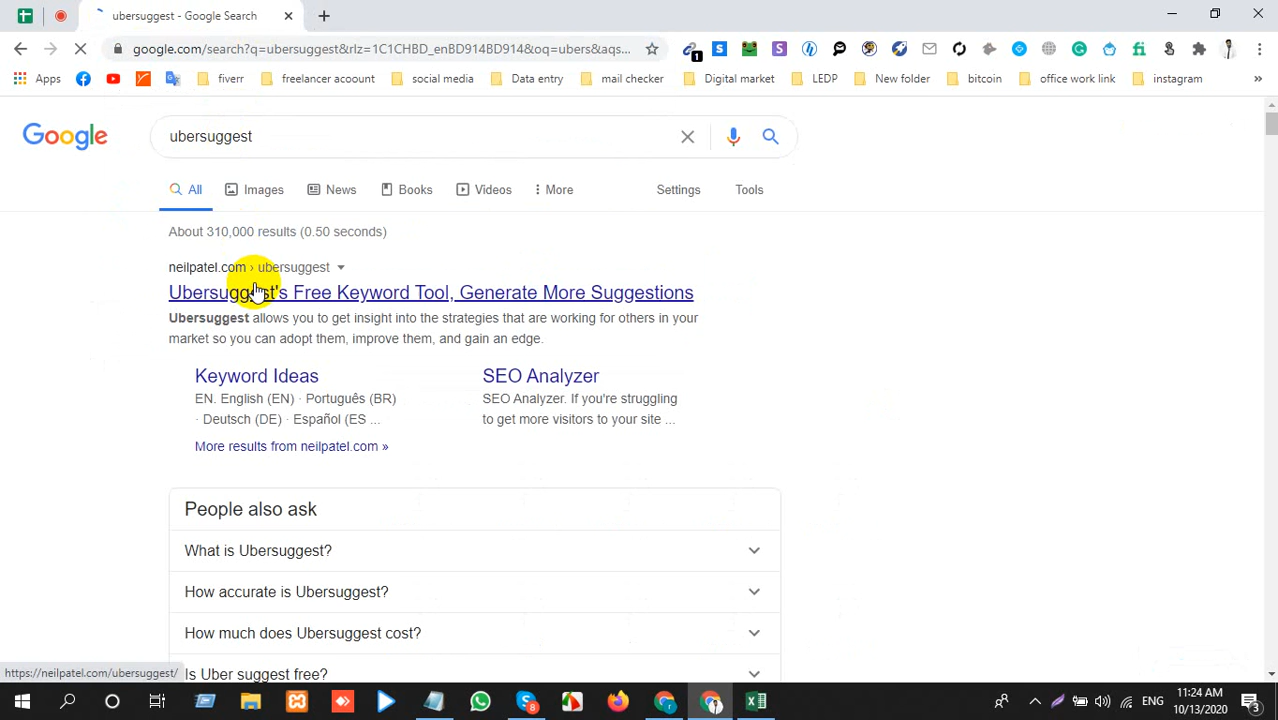 ubersuggest - Google Search
google.com/search?q=ubersuggest&rlz=1C1CHBD_enBD914BD914&oq=ubers&aqs...
1
Apps fiverr freelancer acoount social media Data entry mail checker Digital market LEDP New folder bitcoin office work link instagram »
Google
ubersuggest
All Images News Books Videos More Settings Tools
About 310,000 results (0.50 seconds)
neilpatel.com › ubersuggest
Ubersuggest's Free Keyword Tool, Generate More Suggestions
Ubersuggest allows you to get insight into the strategies that are working for others in your
market so you can adopt them, improve them, and gain an edge.
Keyword Ideas SEO Analyzer
EN. English (EN) · Português (BR) SEO Analyzer. If you're struggling
· Deutsch (DE) · Español (ES ... to get more visitors to your site ...
More results from neilpatel.com »
People also ask
What is Ubersuggest?
How accurate is Ubersuggest?
How much does Ubersuggest cost?
Is Uber suggest free?
https://neilpatel.com/ubersuggest/
8
ENG
11:24 AM
10/13/2020
3